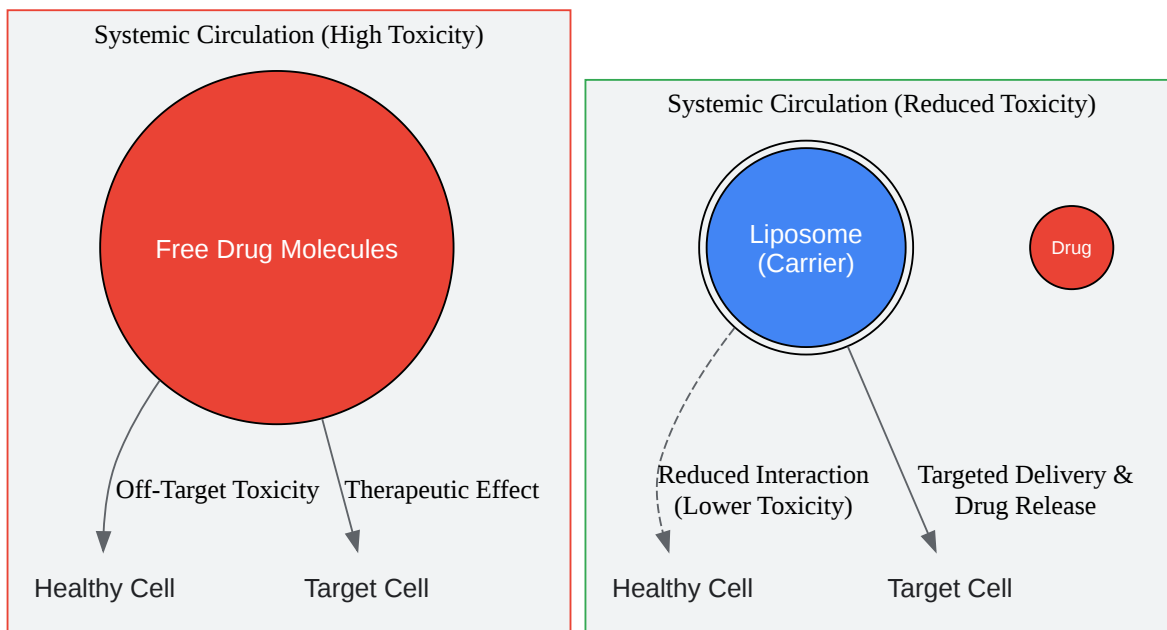 Systemic Circulation (High Toxicity)
Free Drug Molecules
Off-Target Toxicity
Therapeutic Effect
Healthy Cell
Target Cell
Systemic Circulation (Reduced Toxicity)
Liposome
(Carrier)
Drug
Reduced Interaction
(Lower Toxicity)
Targeted Delivery &
Drug Release
Healthy Cell
Target Cell